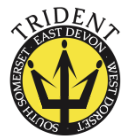 TRIDENT
SOUTH SOMERSET · EAST DEVON · WEST DORSET